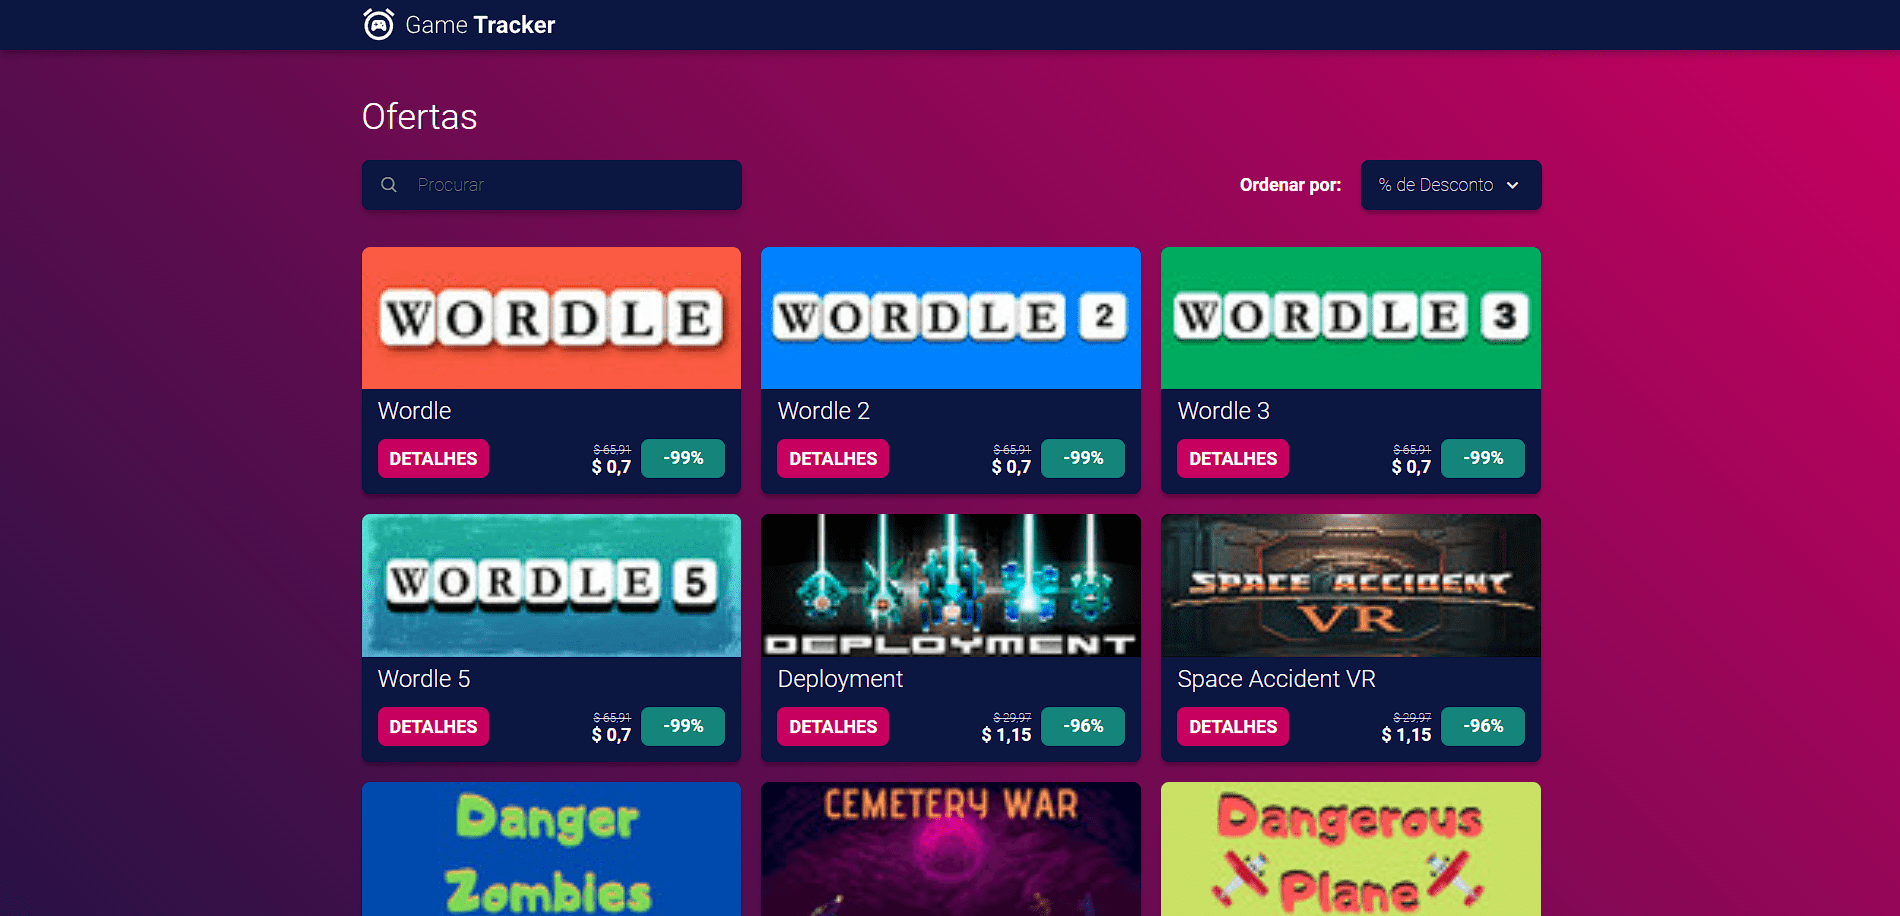 Game Tracker
Ofertas
Procurar
Ordenar por:
% de Desconto
WORDLE
WORDLE 2
WORDLE 3
Wordle
Wordle 2
Wordle 3
DETALHES
$ 65,91
$ 0,7
-99%
DETALHES
$ 65,91
$ 0,7
-99%
DETALHES
$ 65,91
$ 0,7
-99%
WORDLE 5
DEPLOYMENT
SPACE ACCIDENT
VR
Wordle 5
Deployment
Space Accident VR
DETALHES
$ 65,91
$ 0,7
-99%
DETALHES
$ 29,97
$ 1,15
-96%
DETALHES
$ 29,97
$ 1,15
-96%
Danger
Zombies
CEMETERY WAR
Dangerous
Plane